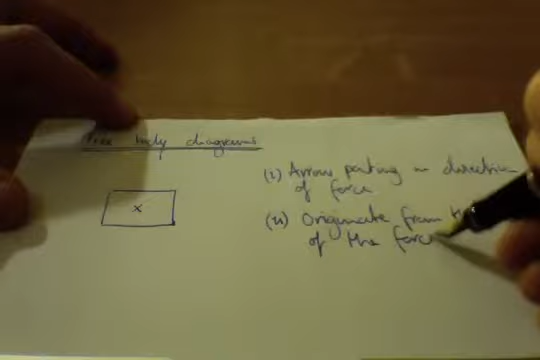 Free body diagrams
(i) Arrow pointing in direction
of force
x
(ii) Originate from
of the force